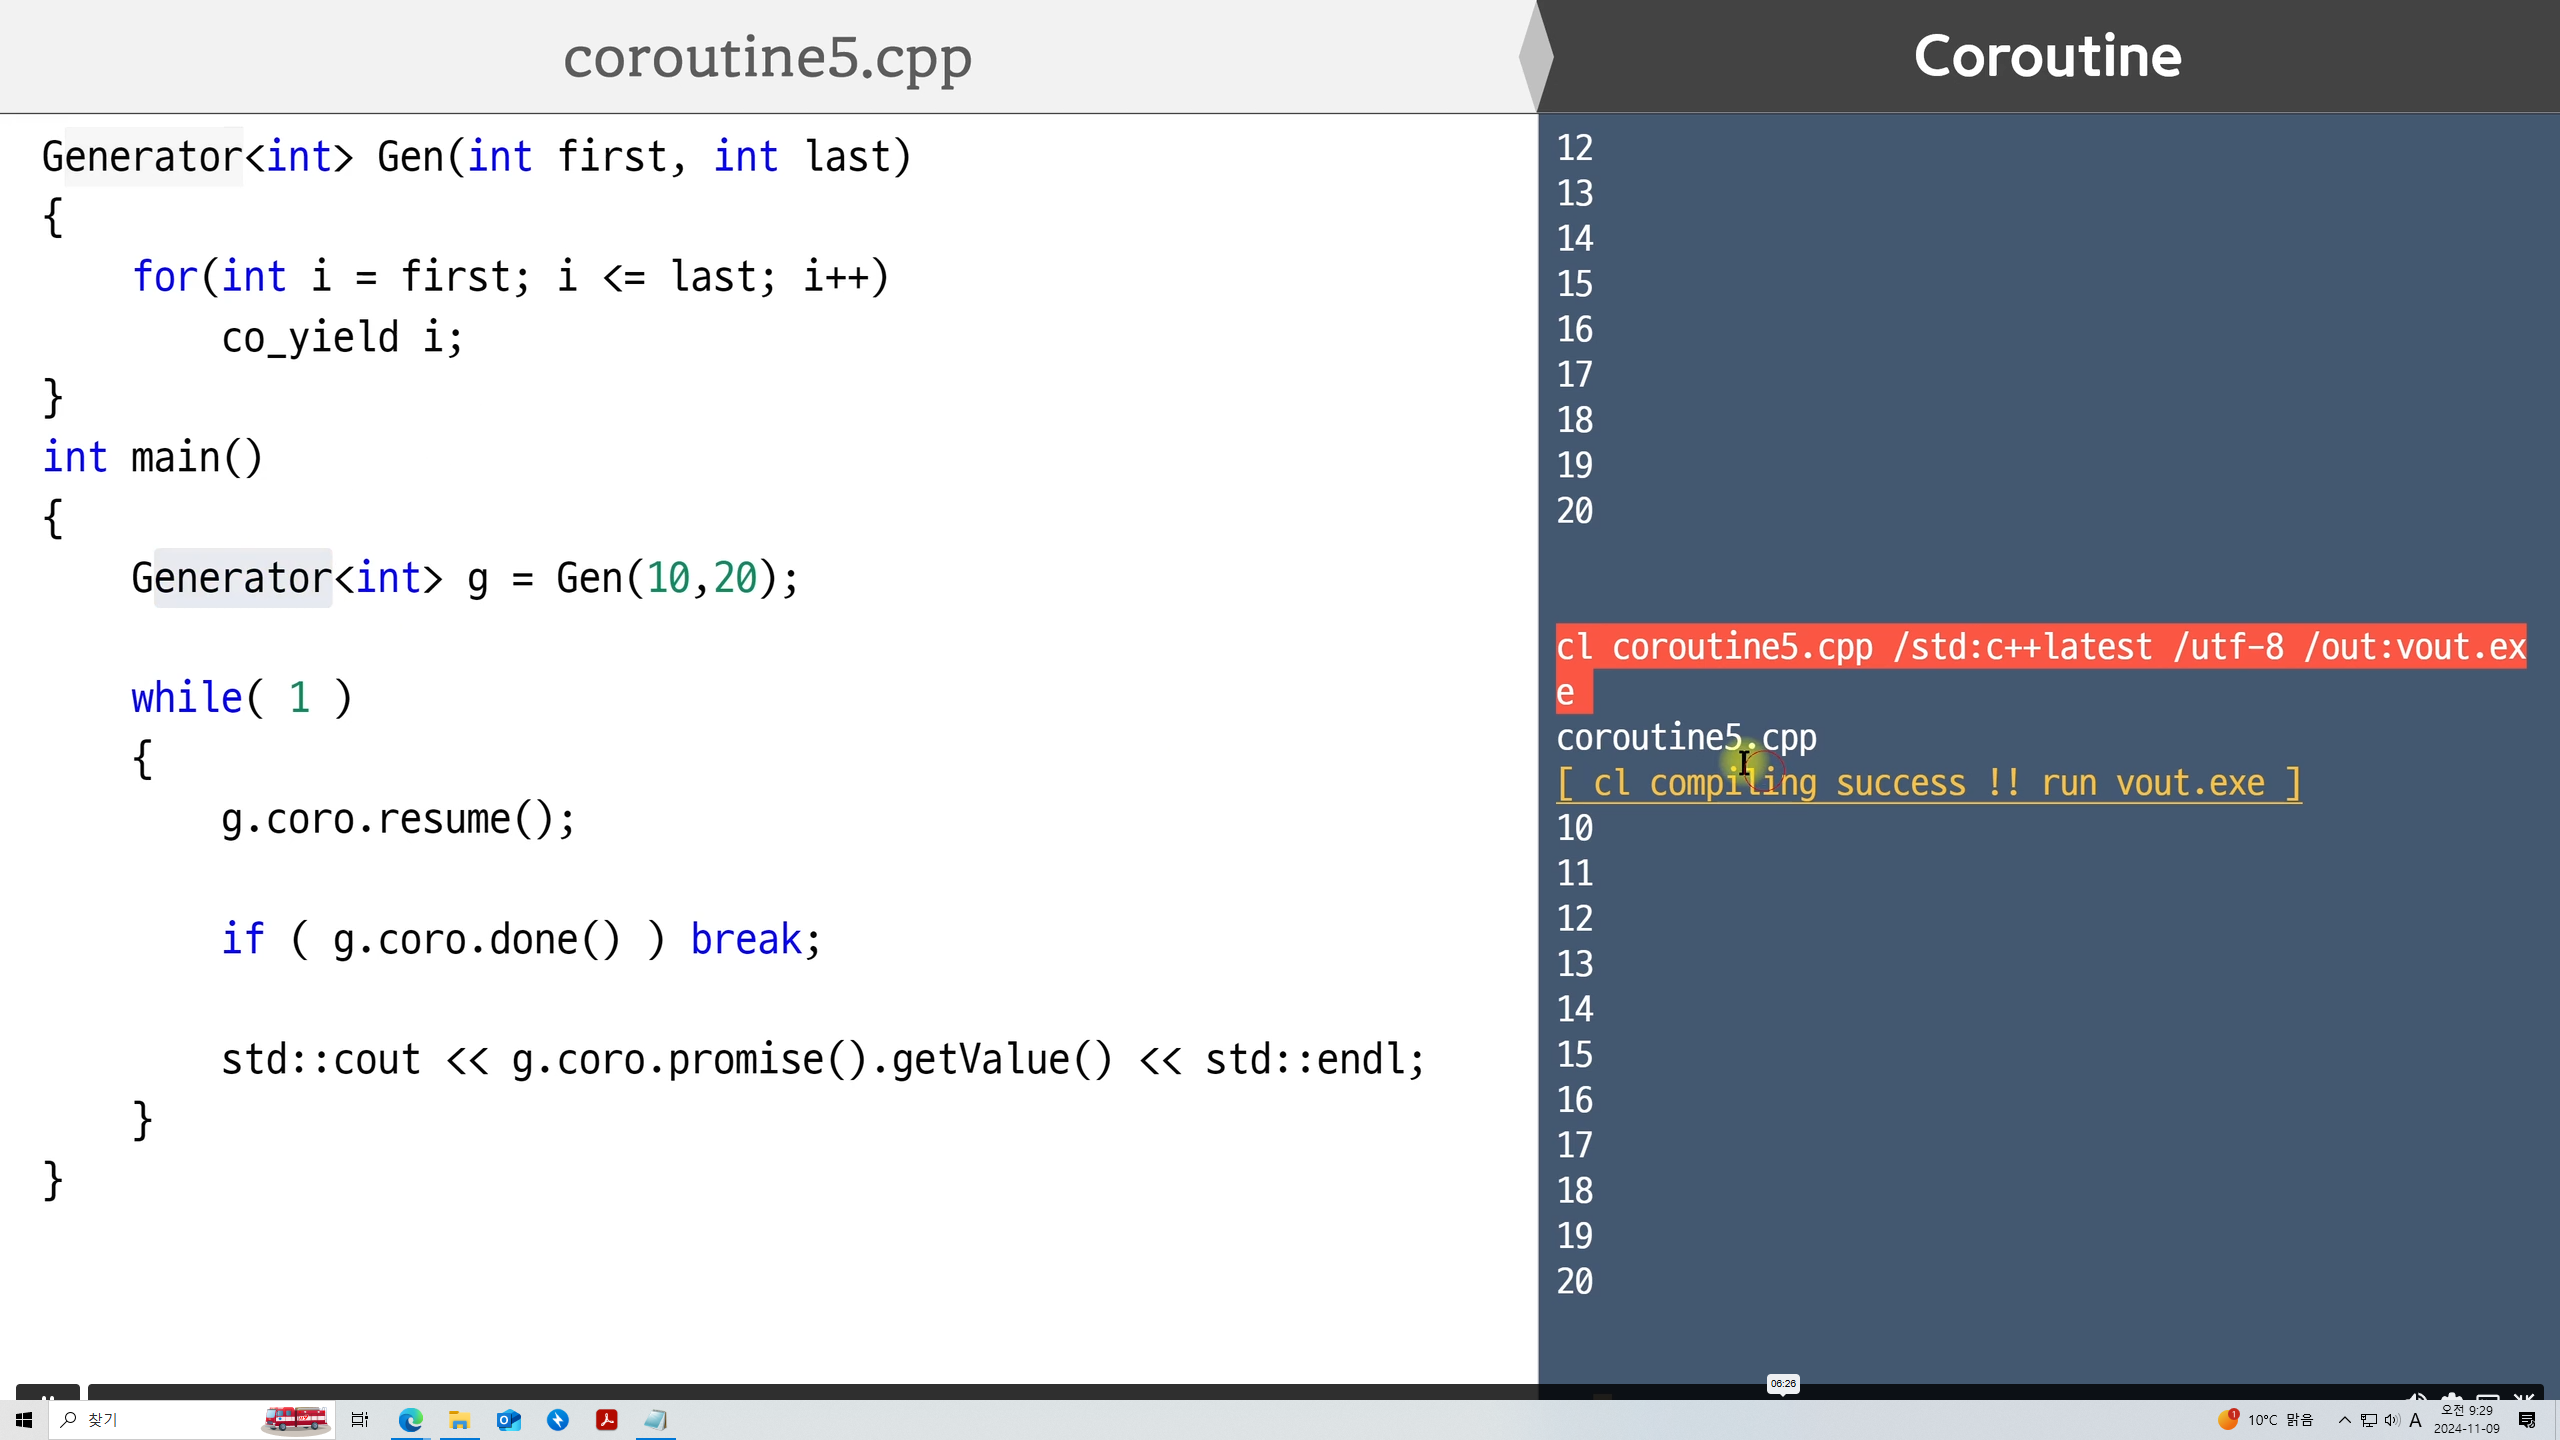 coroutine5.cpp
Coroutine
Generator<int> Gen(int first, int last)
{
    for(int i = first; i <= last; i++)
        co_yield i;
}
int main()
{
    Generator<int> g = Gen(10,20);
    while( 1 )
    {
        g.coro.resume();
        if ( g.coro.done() ) break;
        std::cout << g.coro.promise().getValue() << std::endl;
    }
}
12
13
14
15
16
17
18
19
20
cl coroutine5.cpp /std:c++latest /utf-8 /out:vout.ex
e
coroutine5.cpp
[ cl compiling success !! run vout.exe ]
10
11
12
13
14
15
16
17
18
19
20
06:26
찾기
1
10°C 맑음
A
오전 9:29
2024-11-09